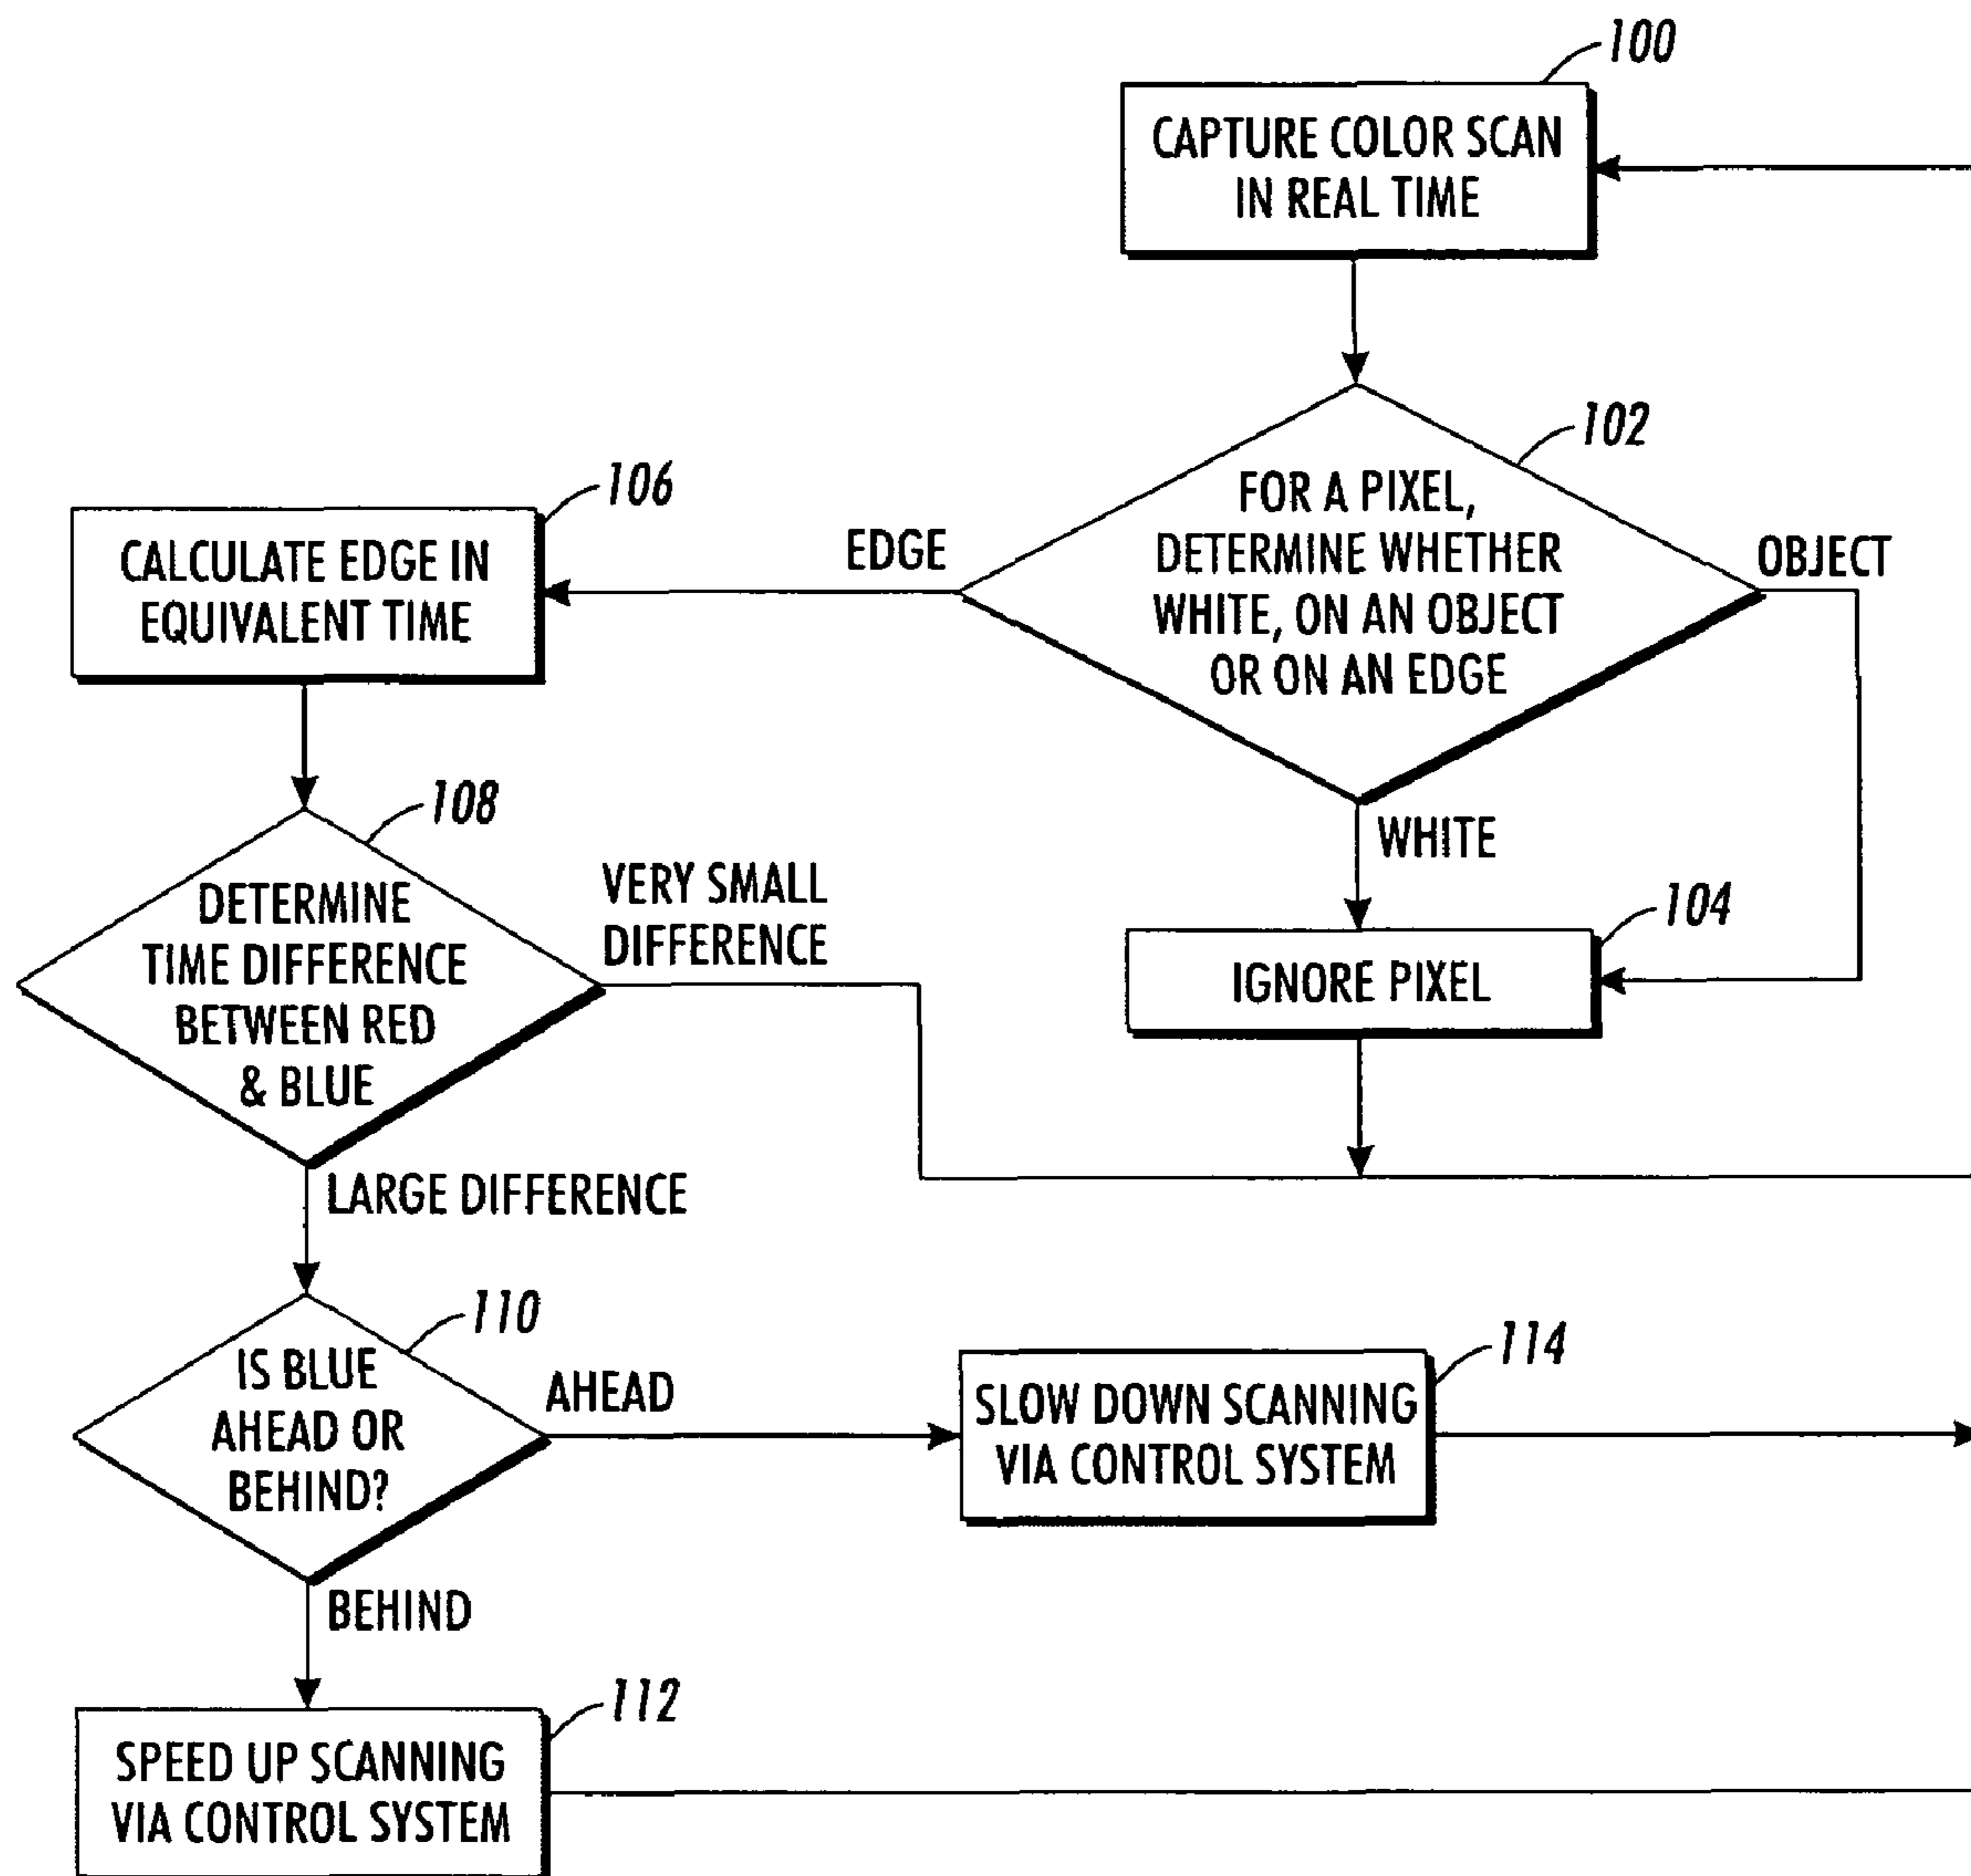 100
CAPTURE COLOR SCAN
IN REAL TIME
102
FOR A PIXEL,
DETERMINE WHETHER
WHITE, ON AN OBJECT
OR ON AN EDGE
EDGE
OBJECT
WHITE
104
IGNORE PIXEL
106
CALCULATE EDGE IN
EQUIVALENT TIME
108
DETERMINE
TIME DIFFERENCE
BETWEEN RED
& BLUE
VERY SMALL
DIFFERENCE
LARGE DIFFERENCE
110
IS BLUE
AHEAD OR
BEHIND?
AHEAD
114
SLOW DOWN SCANNING
VIA CONTROL SYSTEM
BEHIND
112
SPEED UP SCANNING
VIA CONTROL SYSTEM